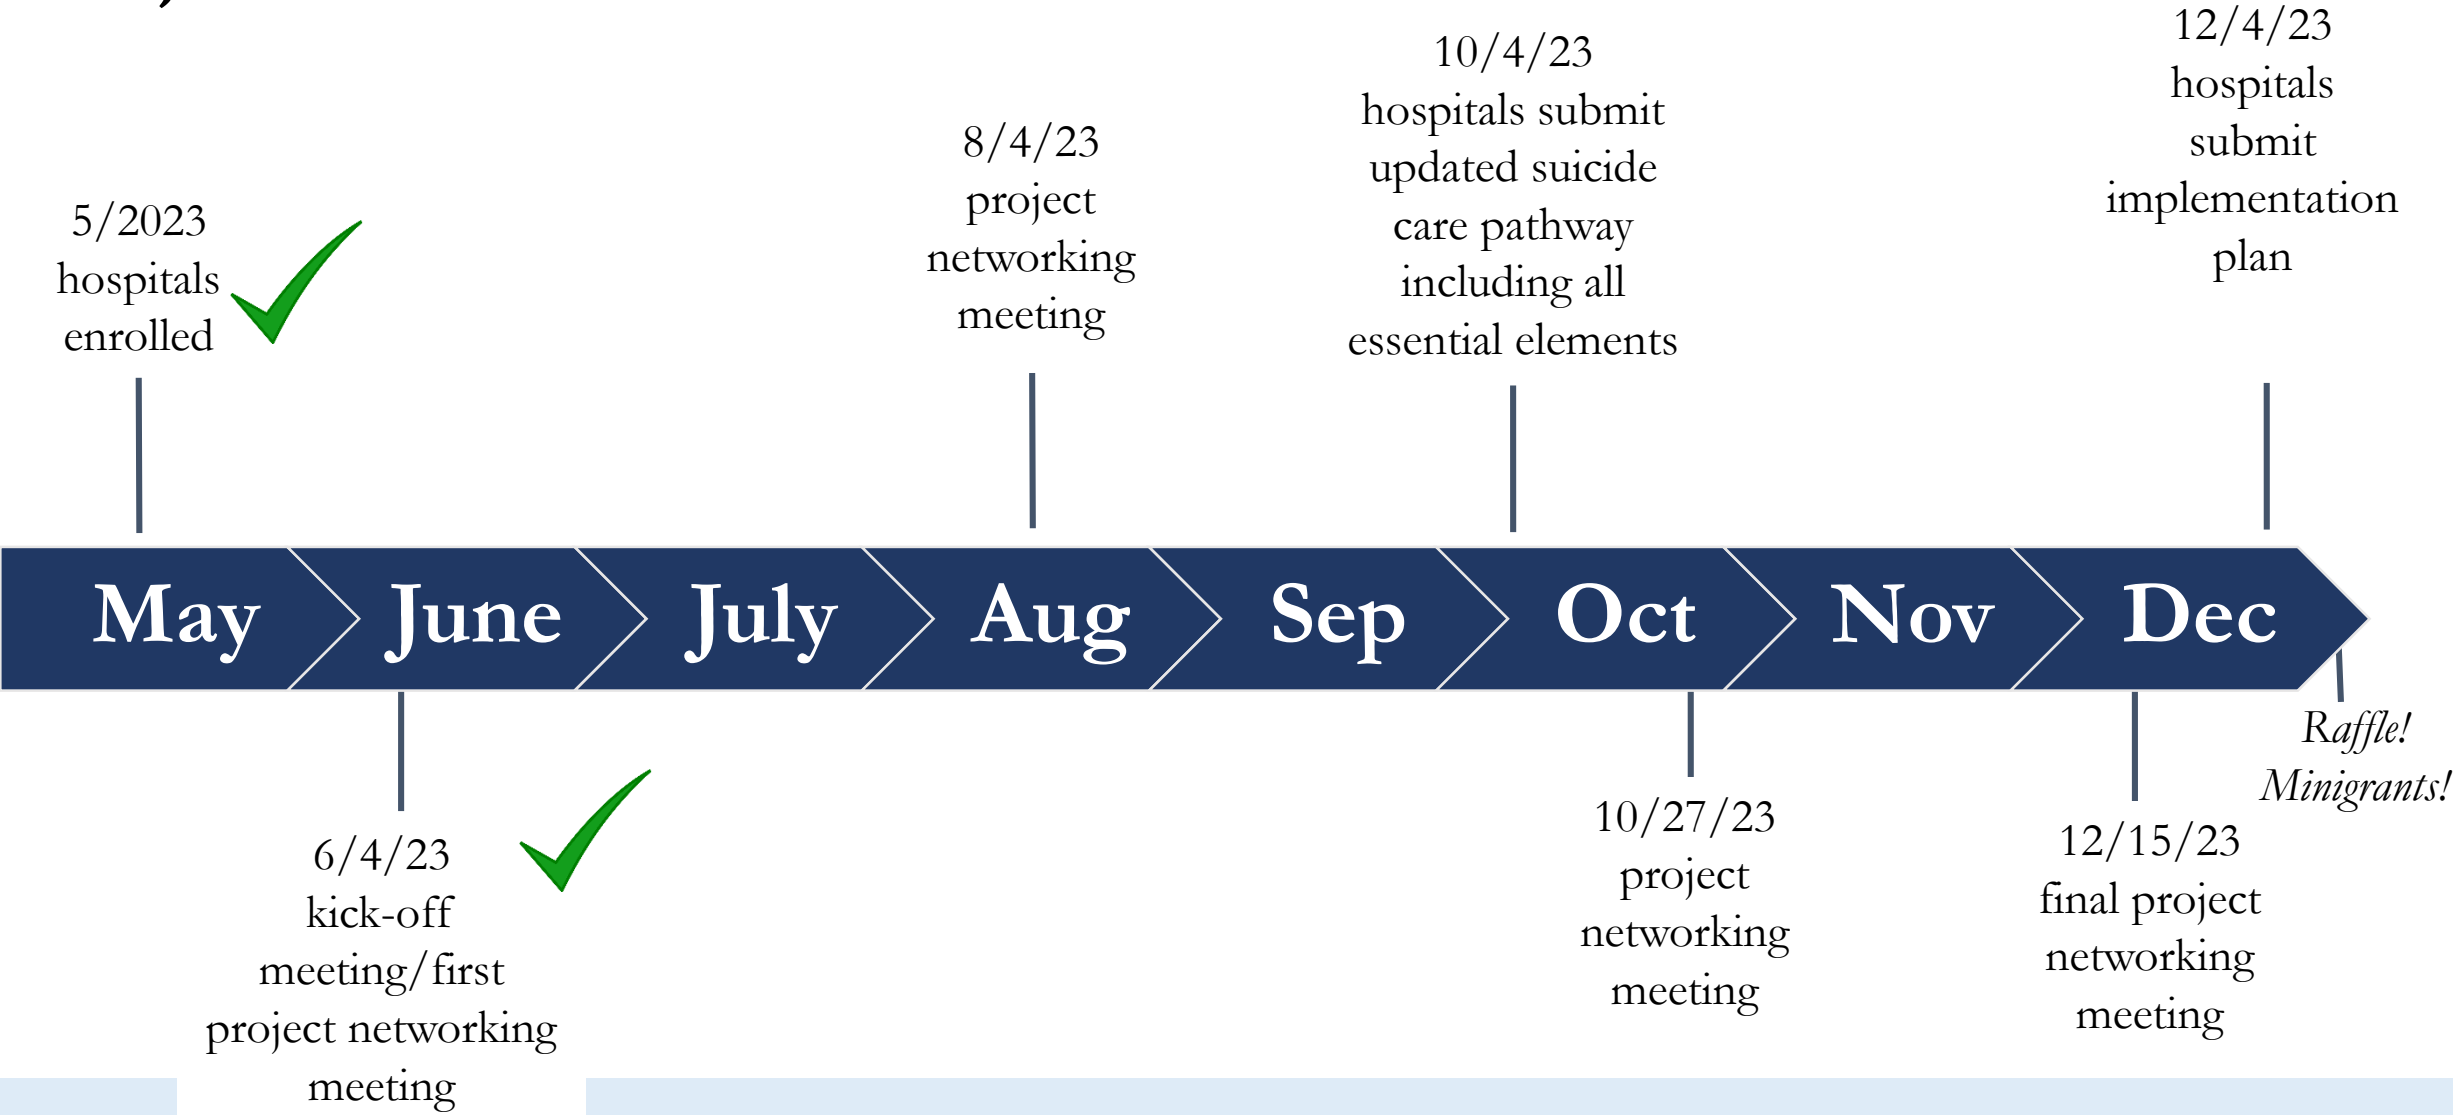 5/2023
hospitals
enrolled
8/4/23
project
networking
meeting
10/4/23
hospitals submit
updated suicide
care pathway
including all
essential elements
12/4/23
hospitals
submit
implementation
plan
May
June
July
Aug
Sep
Oct
Nov
Dec
6/4/23
kick-off
meeting/first
project networking
meeting
10/27/23
project
networking
meeting
12/15/23
final project
networking
meeting
Raffle!
Minigrants!